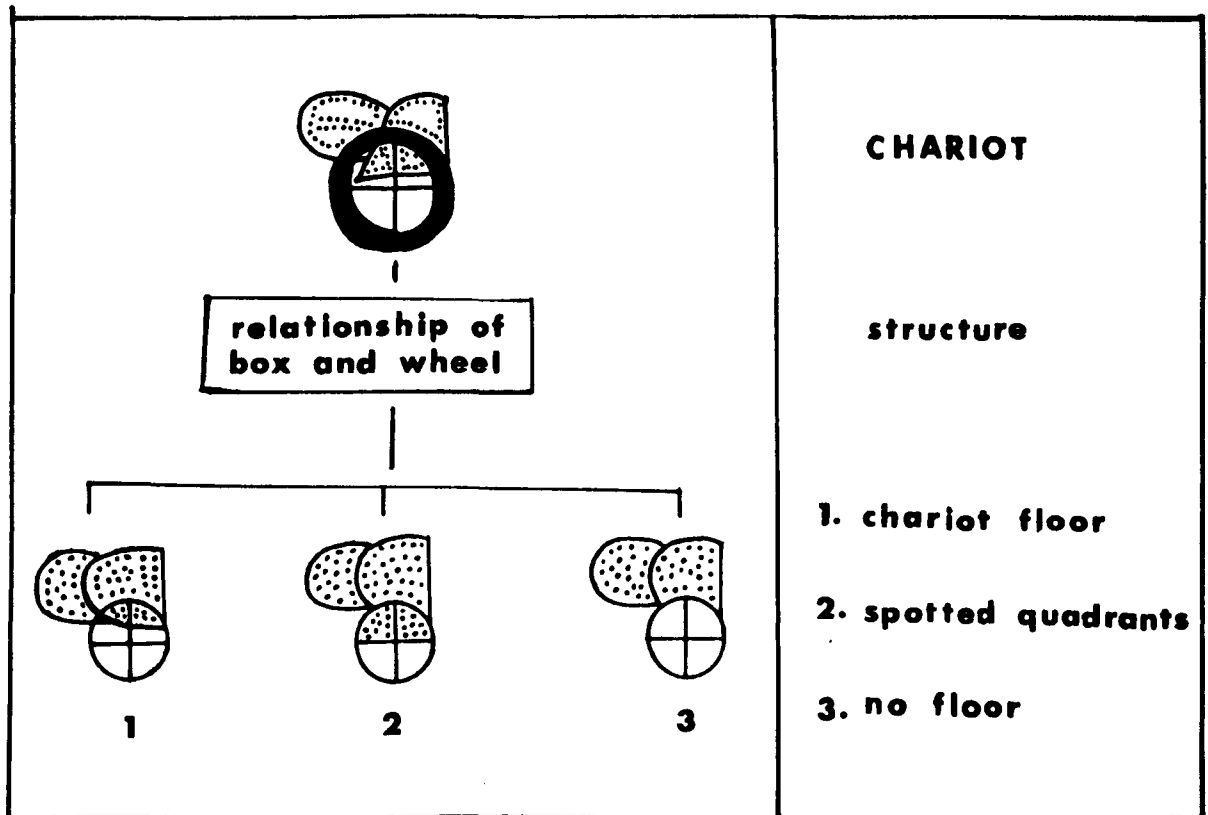 CHARIOT
relationship of
box and wheel
structure
1. chariot floor
2. spotted quadrants
3. no floor
1 2 3